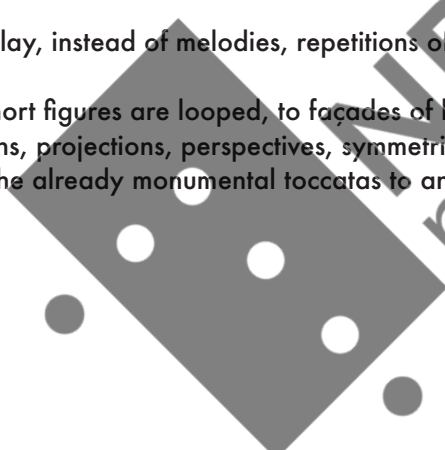 lay, instead of melodies, repetitions o
ort figures are looped, to façades of
ns, projections, perspectives, symmetri
he already monumental toccatas to an
NE